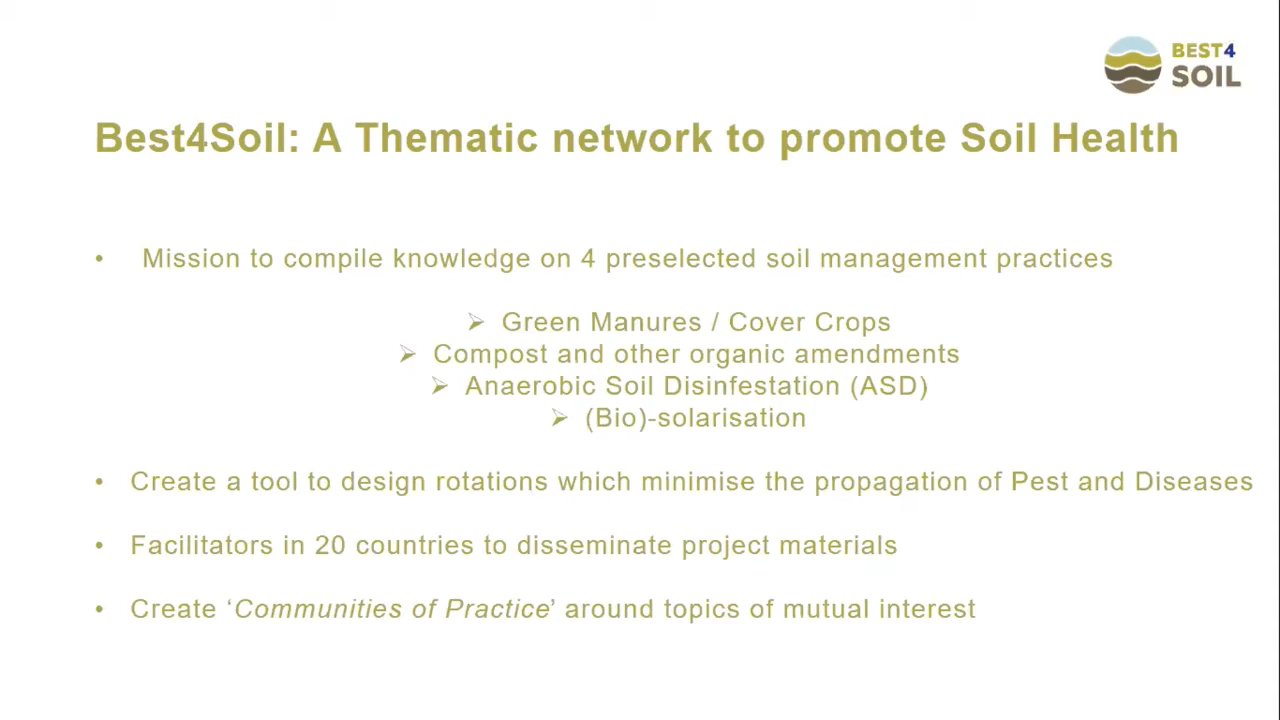 BEST4
SOIL
Best4Soil: A Thematic network to promote Soil Health
• Mission to compile knowledge on 4 preselected soil management practices
➢ Green Manures / Cover Crops
➢ Compost and other organic amendments
➢ Anaerobic Soil Disinfestation (ASD)
➢ (Bio)-solarisation
• Create a tool to design rotations which minimise the propagation of Pest and Diseases
• Facilitators in 20 countries to disseminate project materials
• Create ‘Communities of Practice’ around topics of mutual interest